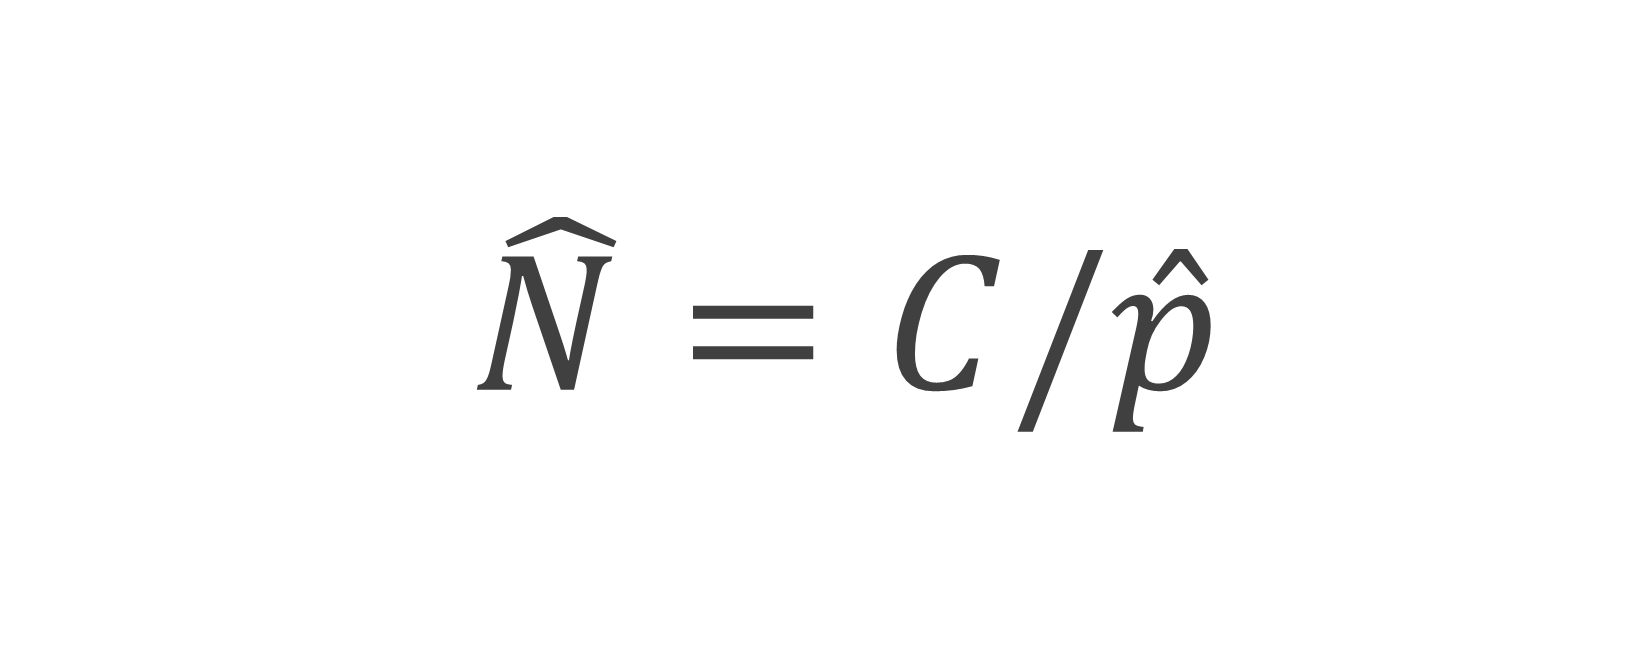 N̂ = C/p̂